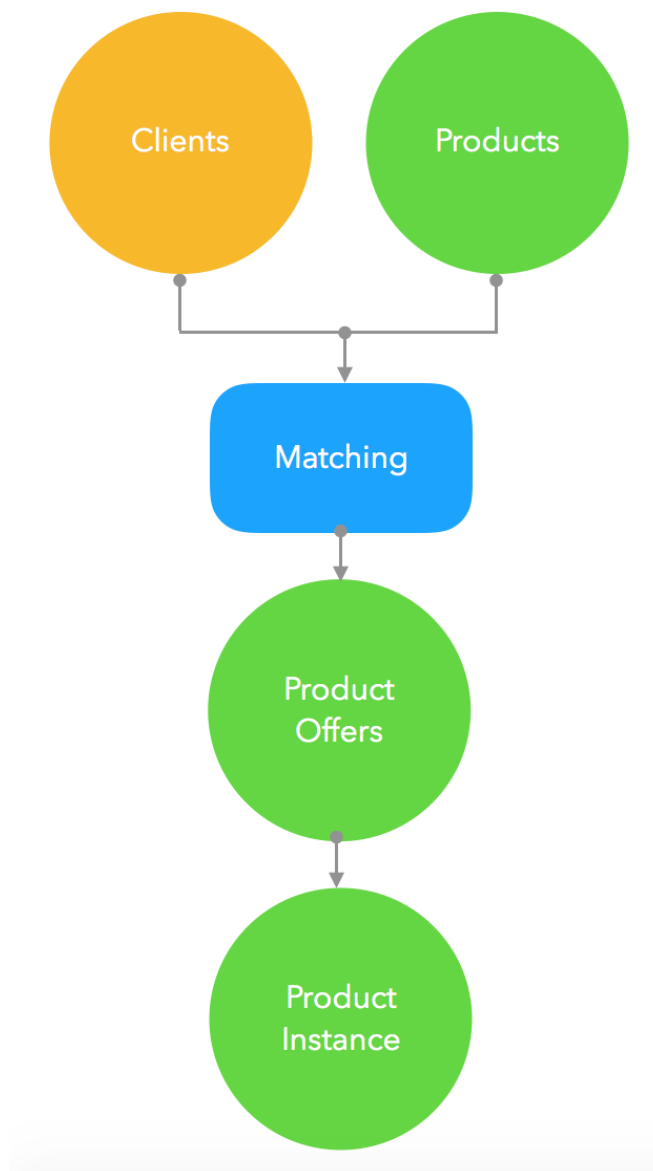 Clients
Products
Matching
Product
Offers
Product
Instance